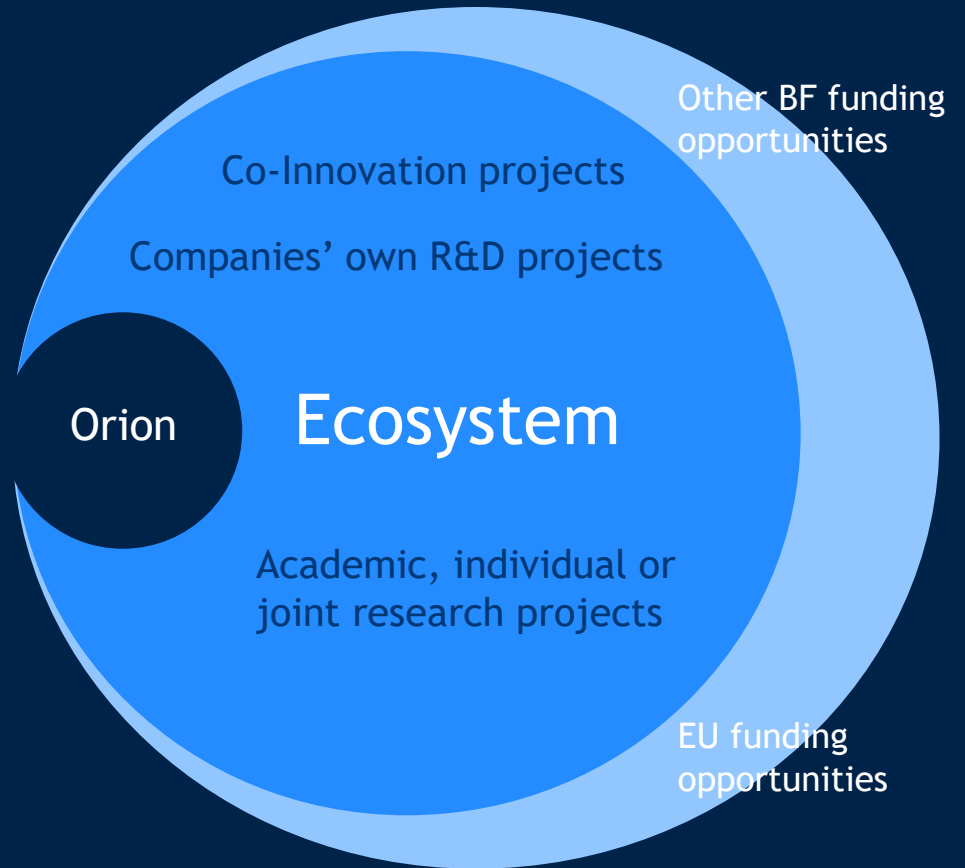 Other BF funding
opportunities
Co-Innovation projects
Companies’ own R&D projects
Orion
Ecosystem
Academic, individual or
joint research projects
EU funding
opportunities